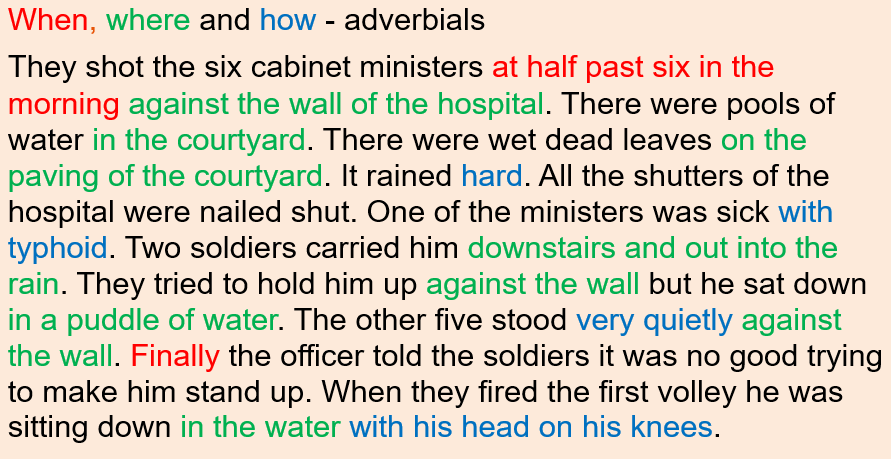 When, where and how - adverbials
They shot the six cabinet ministers at half past six in the
morning against the wall of the hospital. There were pools of
water in the courtyard. There were wet dead leaves on the
paving of the courtyard. It rained hard. All the shutters of the
hospital were nailed shut. One of the ministers was sick with
typhoid. Two soldiers carried him downstairs and out into the
rain. They tried to hold him up against the wall but he sat down
in a puddle of water. The other five stood very quietly against
the wall. Finally the officer told the soldiers it was no good trying
to make him stand up. When they fired the first volley he was
sitting down in the water with his head on his knees.